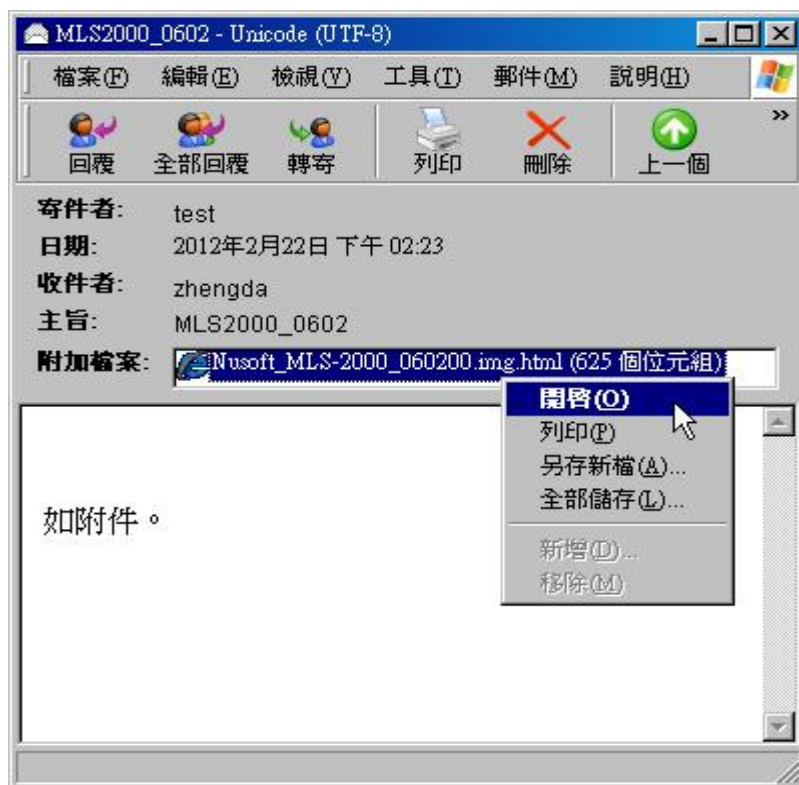 MLS2000_0602 - Unicode (UTF-8)
檔案(F) 編輯(E) 檢視(V) 工具(T) 郵件(M) 說明(H)
回覆 全部回覆 轉寄 列印 刪除 上一個 »
寄件者: test
日期: 2012年2月22日 下午 02:23
收件者: zhengda
主旨: MLS2000_0602
附加檔案: Nusoft_MLS-2000_060200.img.html (625 個位元組)
開啓(O)
列印(P)
另存新檔(A)...
全部儲存(L)...
如附件。
新增(D)...
移除(M)